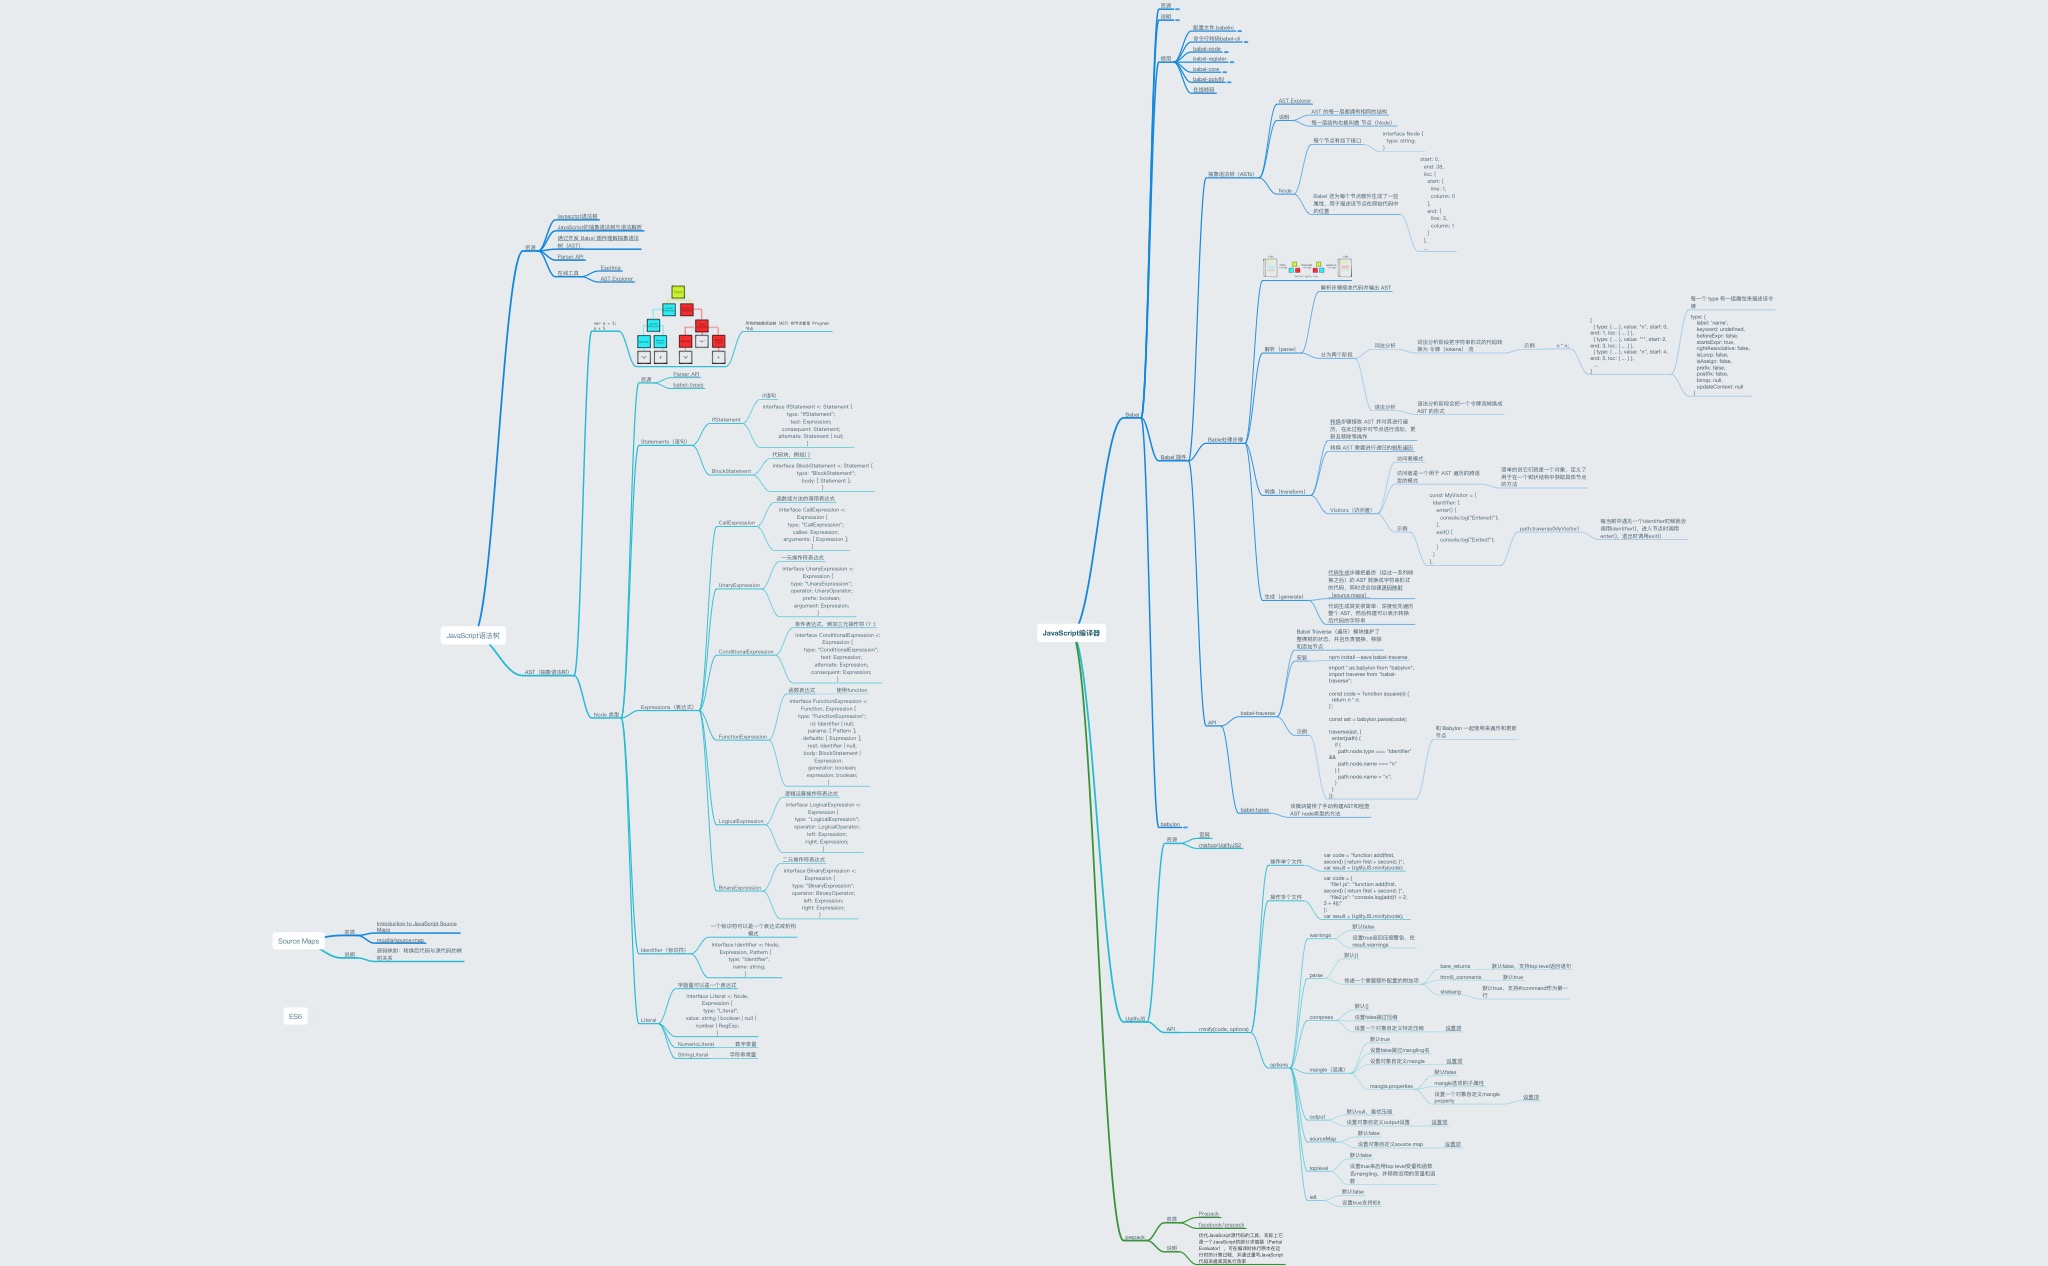 JavaScript语法树
资源
Javascript语法树
JavaScript的抽象语法树与语法解析
通过开发 Babel 插件理解抽象语法
树（AST）
Parser API
在线工具
Esprima
AST Explorer
AST（抽象语法树）
var a = 3;
a + 5
所有的抽象语法树（AST）根节点都是 Program
节点
Node 类型
资源
Parser API
babel-types
Statements（语句）
IfStatement
if语句
interface IfStatement <: Statement {
type: "IfStatement";
test: Expression;
consequent: Statement;
alternate: Statement | null;
}
BlockStatement
代码块，例如{ }
interface BlockStatement <: Statement {
type: "BlockStatement";
body: [ Statement ];
}
Expressions（表达式）
CallExpression
函数或方法的调用表达式
interface CallExpression <:
Expression {
type: "CallExpression";
callee: Expression;
arguments: [ Expression ];
}
UnaryExpression
一元操作符表达式
interface UnaryExpression <:
Expression {
type: "UnaryExpression";
operator: UnaryOperator;
prefix: boolean;
argument: Expression;
}
ConditionalExpression
条件表达式，例如三元操作符 (? :)
interface ConditionalExpression <:
Expression {
type: "ConditionalExpression";
test: Expression;
alternate: Expression;
consequent: Expression;
}
FunctionExpression
函数表达式
使用function
interface FunctionExpression <:
Function, Expression {
type: "FunctionExpression";
id: Identifier | null;
params: [ Pattern ];
defaults: [ Expression ];
rest: Identifier | null;
body: BlockStatement |
Expression;
generator: boolean;
expression: boolean;
}
LogicalExpression
逻辑运算操作符表达式
interface LogicalExpression <:
Expression {
type: "LogicalExpression";
operator: LogicalOperator;
left: Expression;
right: Expression;
}
BinaryExpression
二元操作符表达式
interface BinaryExpression <:
Expression {
type: "BinaryExpression";
operator: BinaryOperator;
left: Expression;
right: Expression;
}
Identifier（标识符）
一个标识符可以是一个表达式或析构
模式
interface Identifier <: Node,
Expression, Pattern {
type: "Identifier";
name: string;
}
Literal
字面量可以是一个表达式
interface Literal <: Node,
Expression {
type: "Literal";
value: string | boolean | null |
number | RegExp;
}
NumericLiteral
数字常量
StringLiteral
字符串常量
Source Maps
资源
Introduction to JavaScript Source
Maps
mozilla/source-map
说明
源码映射：转换后代码与源代码的映
射关系
ES6
JavaScript编译器
Babel
资源
说明
使用
配置文件.babelrc
命令行转码babel-cli
babel-node
babel-register
babel-core
babel-polyfill
在线转码
Babel 插件
抽象语法树（ASTs）
AST Explorer
说明
AST 的每一层都拥有相同的结构
每一层结构也被叫做 节点（Node）
Node
每个节点有如下接口
interface Node {
type: string;
}
Babel 还为每个节点额外生成了一些
属性，用于描述该节点在原始代码中
的位置
start: 0,
end: 38,
loc: {
start: {
line: 1,
column: 0
},
end: {
line: 3,
column: 1
}
},
...
Bable处理步骤
解析（parse）
解析步骤接收代码并输出 AST
分为两个阶段
词法分析
词法分析阶段把字符串形式的代码转
换为 令牌（tokens） 流
示例
n * n;
[
{ type: { ... }, value: "n", start: 0,
end: 1, loc: { ... } },
{ type: { ... }, value: "*", start: 2,
end: 3, loc: { ... } },
{ type: { ... }, value: "n", start: 4,
end: 5, loc: { ... } },
...
]
每一个 type 有一组属性来描述该令
牌
type: {
label: 'name',
keyword: undefined,
beforeExpr: false,
startsExpr: true,
rightAssociative: false,
isLoop: false,
isAssign: false,
prefix: false,
postfix: false,
binop: null,
updateContext: null
}
语法分析
语法分析阶段会把一个令牌流转换成
AST 的形式
转换（transform）
转换步骤接收 AST 并对其进行遍
历，在此过程中对节点进行添加、更
新及移除等操作
转换 AST 需要进行递归的树形遍历
Visitors（访问者）
访问者模式
访问者是一个用于 AST 遍历的跨语
言的模式
简单的说它们就是一个对象，定义了
用于在一个树状结构中获取具体节点
的方法
示例
const MyVisitor = {
Identifier: {
enter() {
console.log("Entered!");
},
exit() {
console.log("Exited!");
}
}
};
path.traverse(MyVisitor)
每当树中遇见一个Identifier时候就会
调用Identifier()，进入节点时调用
enter()，退出时调用exit()
生成（generate）
代码生成步骤把最终（经过一系列转
换之后）的 AST 转换成字符串形式
的代码，同时还会创建源码映射
（source maps）
代码生成其实很简单：深度优先遍历
整个 AST，然后构建可以表示转换
后代码的字符串
API
babel-traverse
Babel Traverse（遍历）模块维护了
整棵树的状态，并且负责替换、移除
和添加节点
安装
npm install --save babel-traverse
示例
import * as babylon from "babylon";
import traverse from "babel-
traverse";
const code = `function square(n) {
return n * n;
}`;
const ast = babylon.parse(code);
traverse(ast, {
enter(path) {
if (
path.node.type === "Identifier"
&&
path.node.name === "n"
) {
path.node.name = "x";
}
}
});
和 Babylon 一起使用来遍历和更新
节点
babel-types
该模块提供了手动构建AST和检查
AST node类型的方法
babylon
UglifyJS
资源
官网
mishoo/UglifyJS2
API
minify(code, options)
操作单个文件
var code = "function add(first,
second) { return first + second; }";
var result = UglifyJS.minify(code);
操作多个文件
var code = {
"file1.js": "function add(first,
second) { return first + second; }",
"file2.js": "console.log(add(1 + 2,
3 + 4));"
};
var result = UglifyJS.minify(code);
options
warnings
默认false
设置true返回压缩警告，在
result.warnings
parse
默认{}
传递一个需要额外配置的附加项
bare_returns
默认false，支持top level返回语句
html5_comments
默认true
shebang
默认true，支持#!command作为第一
行
compress
默认{}
设置false跳过压缩
设置一个对象自定义特定压缩
设置项
mangle（混淆）
默认true
设置false跳过mangling名
设置对象自定义mangle
设置项
mangle.properties
默认false
mangle选项的子属性
设置一个对象自定义mangle
property
设置项
output
默认null，最优压缩
设置对象自定义output设置
设置项
sourceMap
默认false
设置对象自定义source map
设置项
toplevel
默认false
设置true来启用top level变量和函数
名mangling，并移除没用的变量和函
数
ie8
默认false
设置true支持IE8
prepack
资源
Prepack
facebook/prepack
说明
优化JavaScript源代码的工具，实际上它
是一个JavaScript的部分求值器（Partial
Evaluator），可在编译时执行原本在运
行时的计算过程，并通过重写JavaScript
代码来提高其执行效率